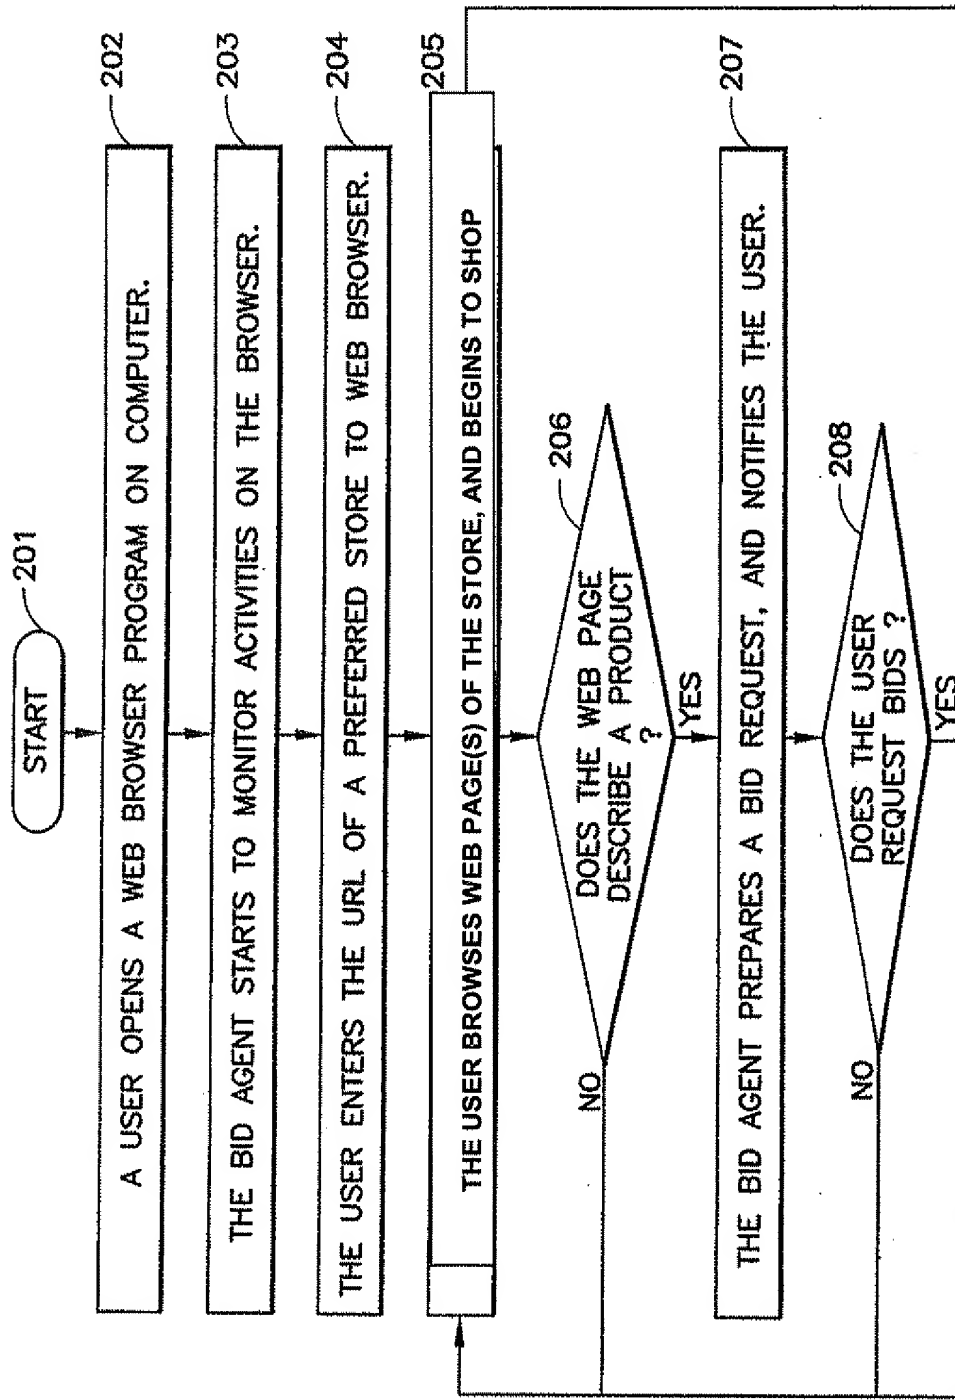 START
201
A USER OPENS A WEB BROWSER PROGRAM ON COMPUTER.
202
THE BID AGENT STARTS TO MONITOR ACTIVITIES ON THE BROWSER.
203
THE USER ENTERS THE URL OF A PREFERRED STORE TO WEB BROWSER.
204
THE USER BROWSES WEB PAGE(S) OF THE STORE, AND BEGINS TO SHOP
205
DOES THE WEB PAGE
DESCRIBE A PRODUCT
?
206
NO
YES
THE BID AGENT PREPARES A BID REQUEST, AND NOTIFIES THE USER.
207
DOES THE USER
REQUEST BIDS ?
208
NO
YES